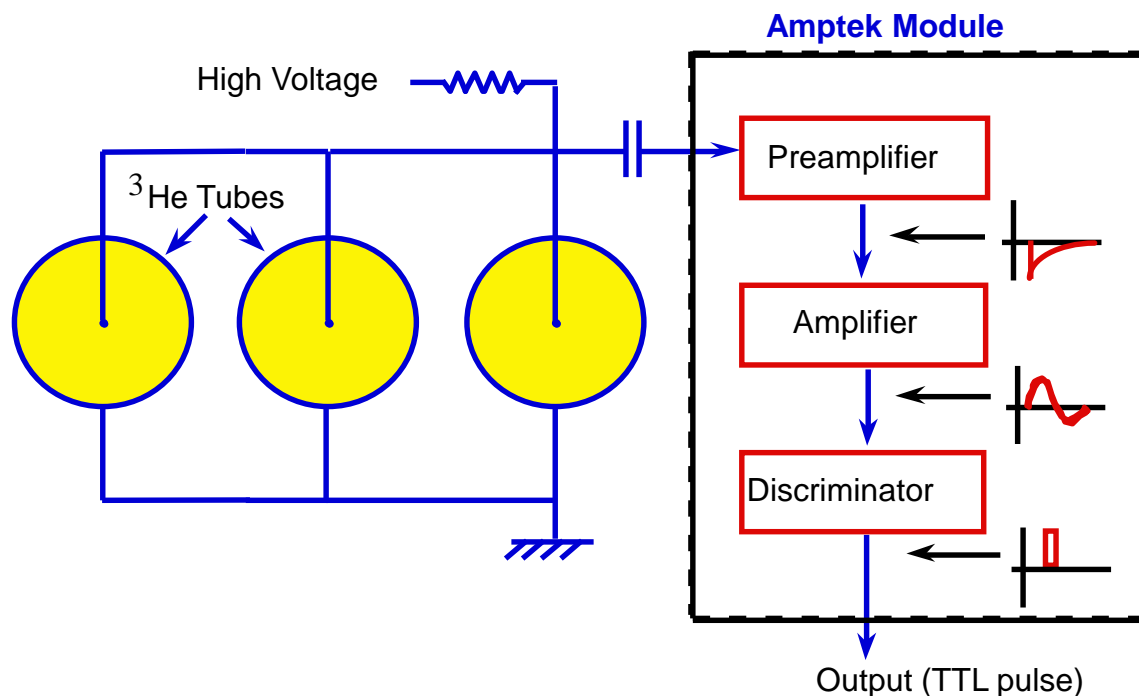 Amptek Module
High Voltage
Preamplifier
3He Tubes
Amplifier
Discriminator
Output (TTL pulse)